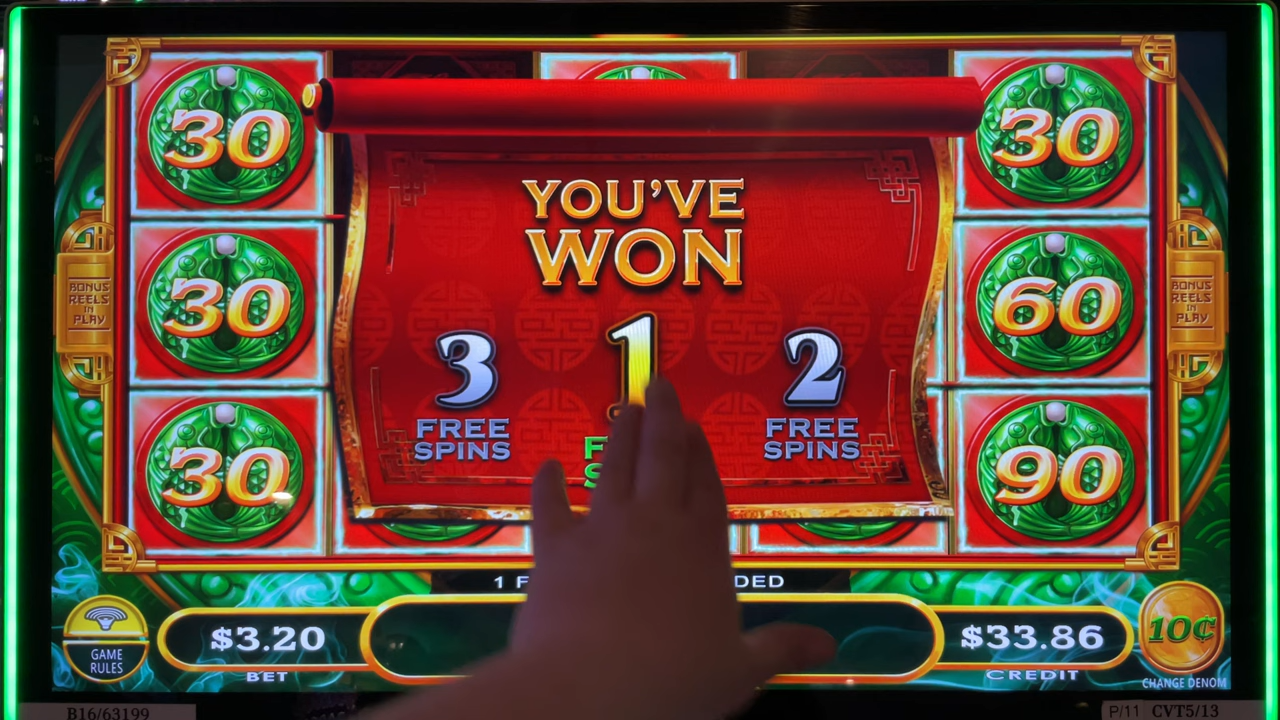 30
30
30
30
60
90
BONUS
REELS
IN
PLAY
BONUS
REELS
IN
PLAY
YOU'VE
WON
3
FREE
SPINS
1
2
FREE
SPINS
1
GAME
RULES
$3.20
BET
$33.86
CREDIT
10¢
CHANGE DENOM
B16/63199
P/11 CVT5/13